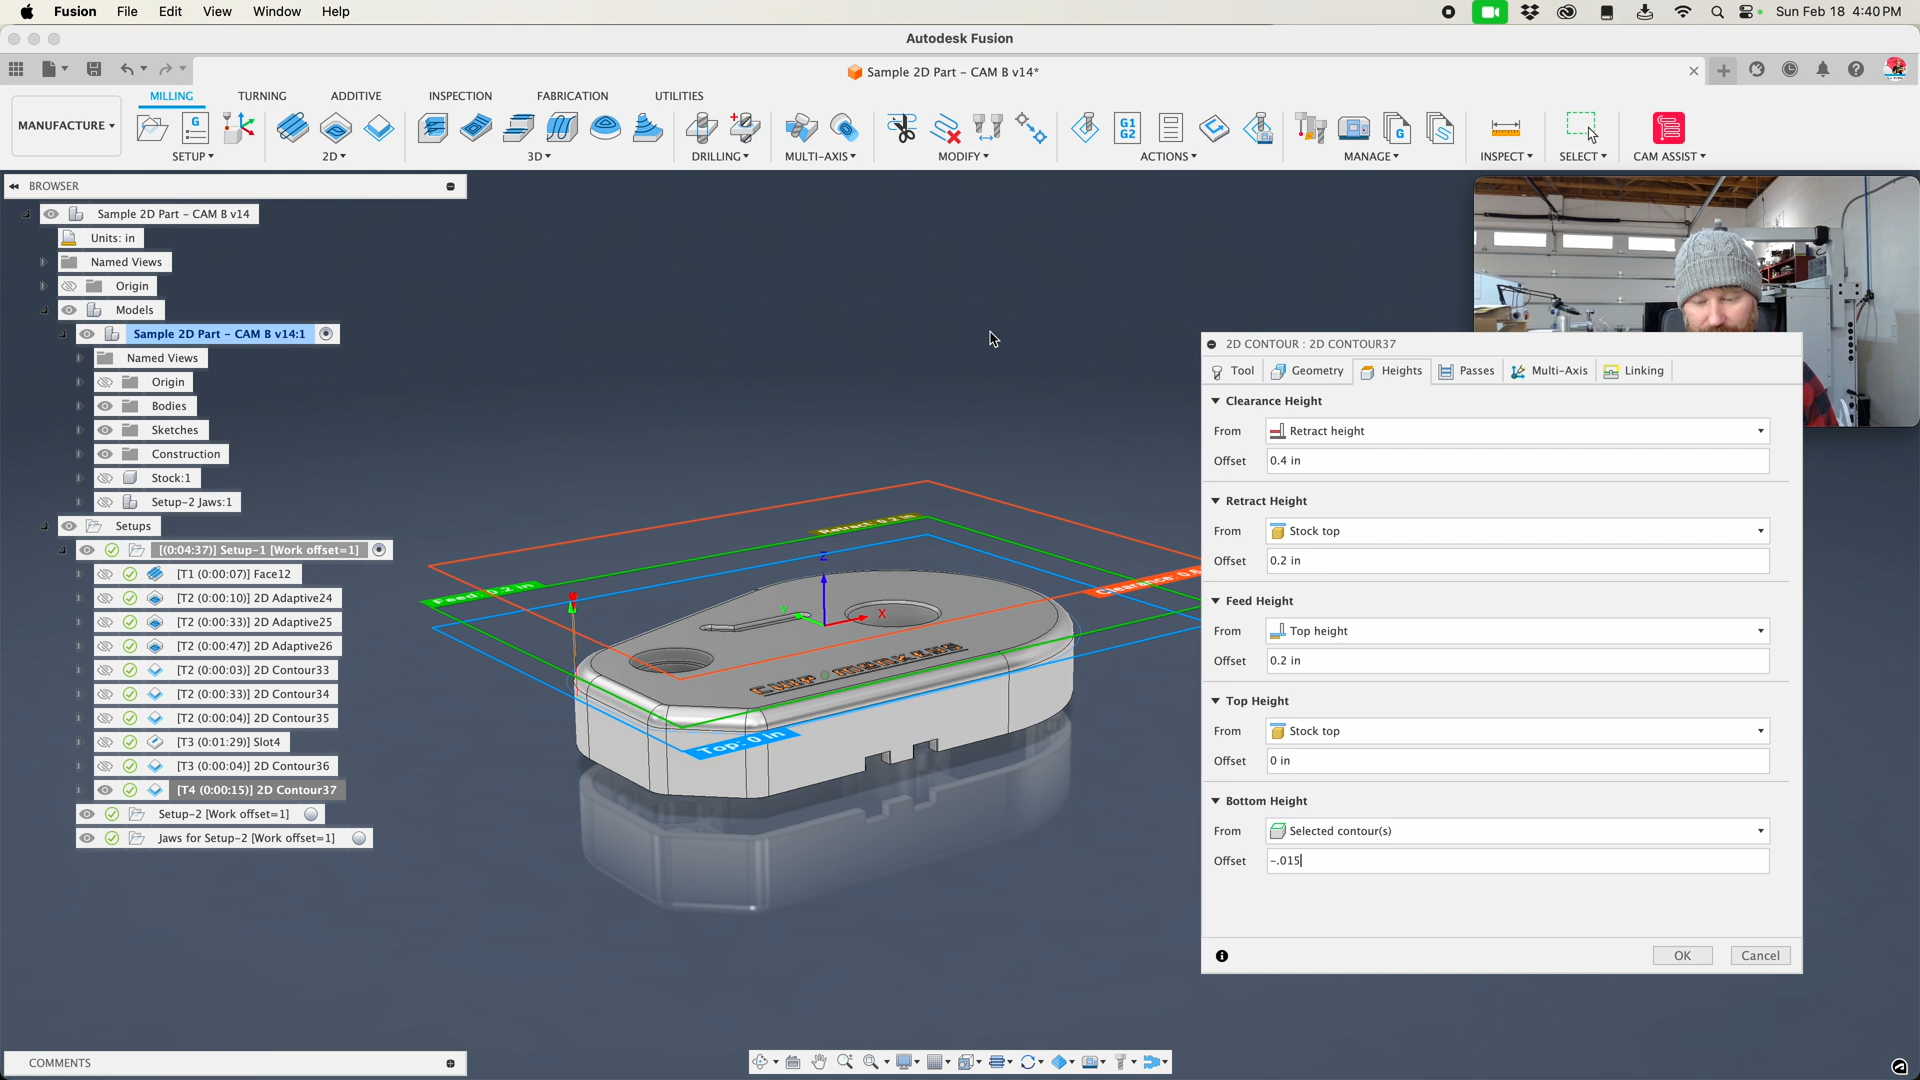 Fusion File Edit View Window Help
Sun Feb 18 4:40 PM
Autodesk Fusion
Sample 2D Part – CAM B v14*
MILLING TURNING ADDITIVE INSPECTION FABRICATION UTILITIES
MANUFACTURE
G
G1
G2
G
SETUP 2D 3D DRILLING MULTI-AXIS MODIFY ACTIONS MANAGE INSPECT SELECT CAM ASSIST
BROWSER
Sample 2D Part – CAM B v14
Units: in
Named Views
Origin
Models
Sample 2D Part – CAM B v14:1
Named Views
Origin
Bodies
Sketches
Construction
Stock:1
Setup-2 Jaws:1
Setups
[(0:04:37)] Setup-1 [Work offset=1]
[T1 (0:00:07)] Face12
[T2 (0:00:10)] 2D Adaptive24
[T2 (0:00:33)] 2D Adaptive25
[T2 (0:00:47)] 2D Adaptive26
[T2 (0:00:03)] 2D Contour33
[T2 (0:00:33)] 2D Contour34
[T2 (0:00:04)] 2D Contour35
[T3 (0:01:29)] Slot4
[T3 (0:00:04)] 2D Contour36
[T4 (0:00:15)] 2D Contour37
Setup-2 [Work offset=1]
Jaws for Setup-2 [Work offset=1]
Retract: 0.2 in
Feed: 0.2 in
Z
X
Y
Top: 0 in
2D CONTOUR : 2D CONTOUR37
Tool Geometry Heights Passes Multi-Axis Linking
Clearance Height
From Retract height
Offset 0.4 in
Retract Height
From Stock top
Offset 0.2 in
Feed Height
From Top height
Offset 0.2 in
Top Height
From Stock top
Offset 0 in
Bottom Height
From Selected contour(s)
Offset -.015
OK Cancel
COMMENTS